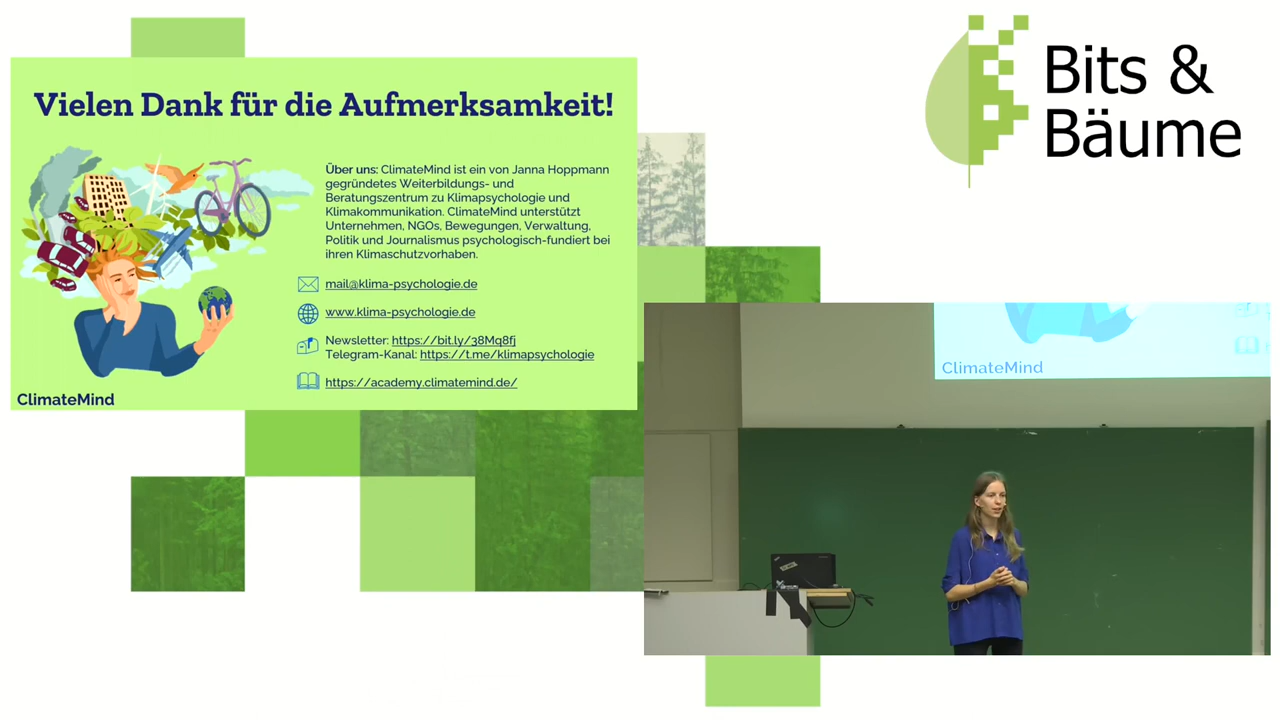 Vielen Dank für die Aufmerksamkeit!
Über uns: ClimateMind ist ein von Janna Hoppmann
gegründetes Weiterbildungs- und
Beratungszentrum zu Klimapsychologie und
Klimakommunikation. ClimateMind unterstützt
Unternehmen, NGOs, Bewegungen, Verwaltung,
Politik und Journalismus psychologisch-fundiert bei
ihren Klimaschutzvorhaben.
mail@klima-psychologie.de
www.klima-psychologie.de
Newsletter: https://bit.ly/38Mq8fj
Telegram-Kanal: https://t.me/klimapsychologie
https://academy.climatemind.de/
ClimateMind
Bits &
Bäume
ClimateMind